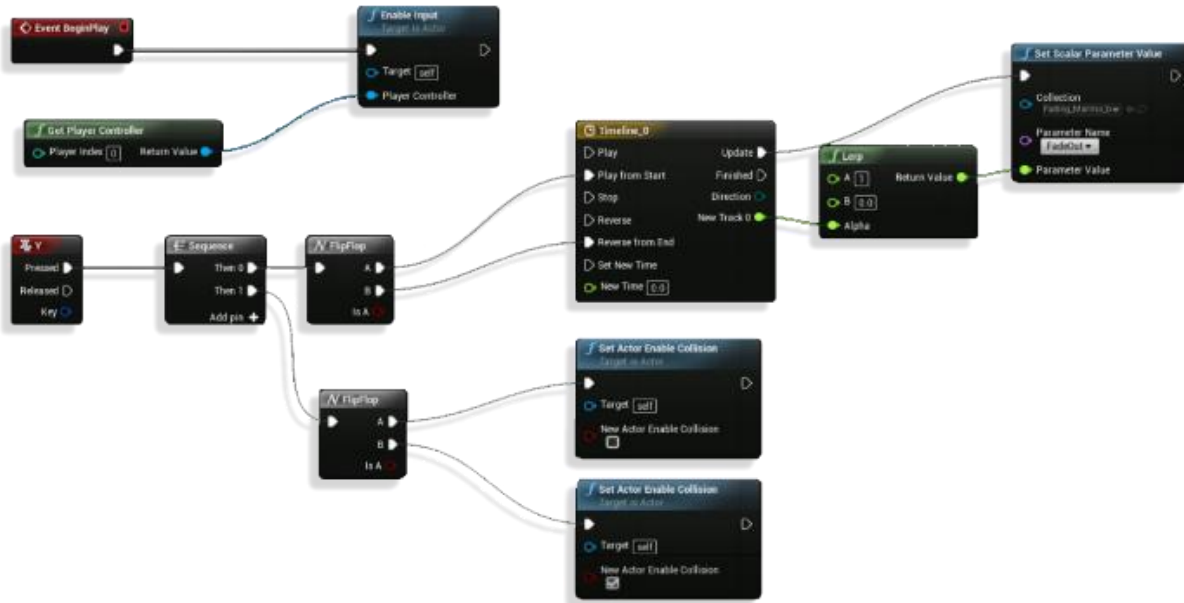 Event BeginPlay
Enable Input
Target is Actor
Target self
Player Controller
Get Player Controller
Player Index 0 Return Value
Y
Pressed
Released
Key
Sequence
Then 0
Then 1
Add pin
FlipFlop
A
B
Is A
Timeline_0
Play Update
Play from Start Finished
Stop Direction
Reverse New Track 0
Reverse from End
Set New Time
New Time 0.0
Lerp
A 1 Return Value
B 0.0
Alpha
Set Scalar Parameter Value
Collection
Parameter Name
FadeOut
Parameter Value
FlipFlop
A
B
Is A
Set Actor Enable Collision
Target is Actor
Target self
New Actor Enable Collision
Set Actor Enable Collision
Target is Actor
Target self
New Actor Enable Collision